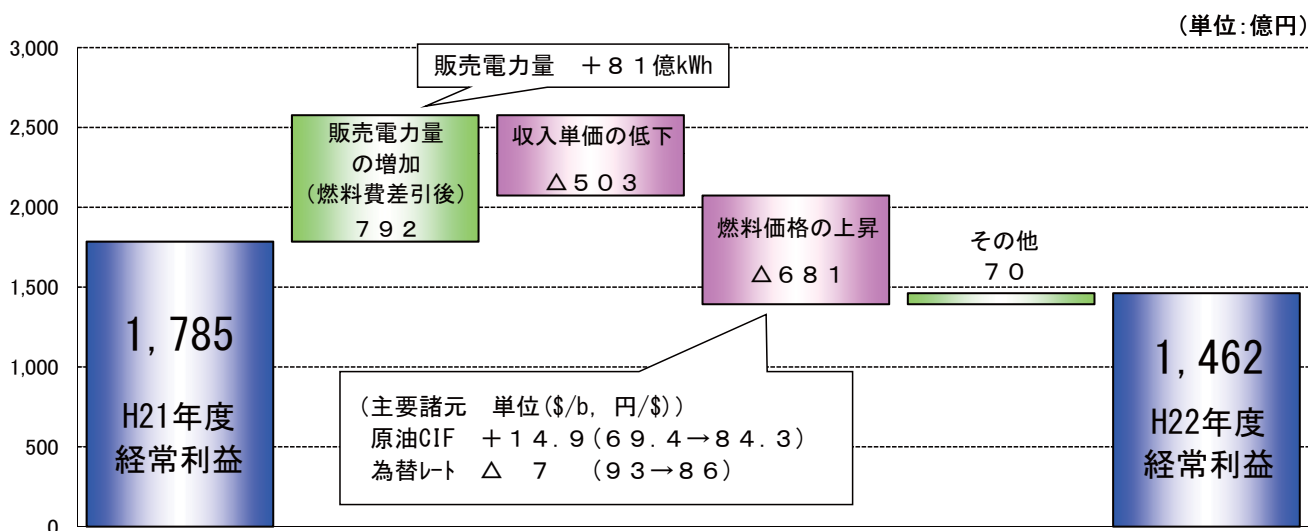 (単位:億円)
3,000
2,500
2,000
1,500
1,000
500
0
販売電力量 ＋８１億kWh
販売電力量
の増加
(燃料費差引後)
７９２
収入単価の低下
△５０３
燃料価格の上昇
△６８１
その他
７０
1,785
H21年度
経常利益
(主要諸元 単位($/b, 円/$))
原油CIF ＋１４.９(６９.４→８４.３)
為替ﾚｰﾄ △ ７ (９３→８６)
1,462
H22年度
経常利益